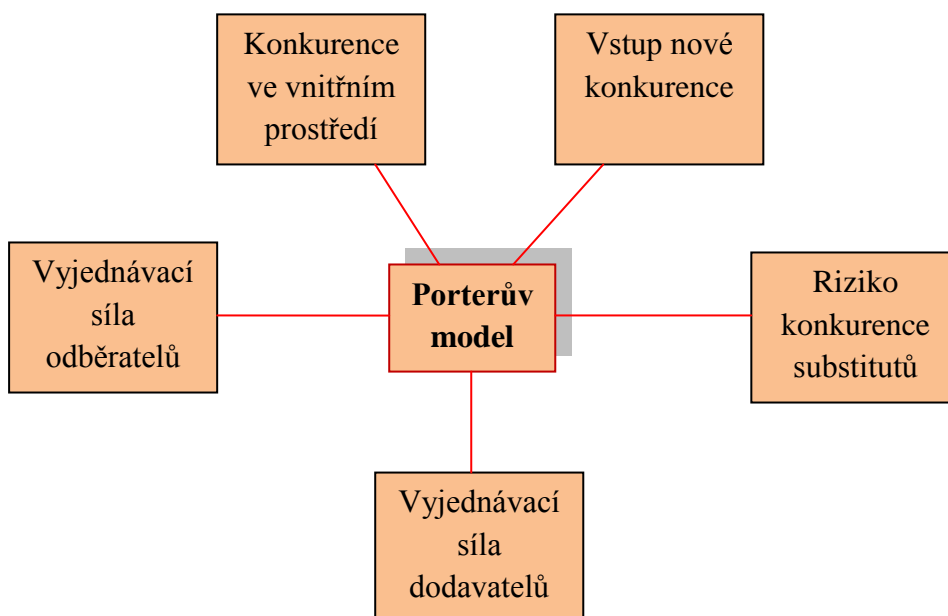 Konkurence
ve vnitřním
prostředí
Vstup nové
konkurence
Vyjednávací
síla
odběratelů
Porterův
model
Riziko
konkurence
substitutů
Vyjednávací
síla
dodavatelů